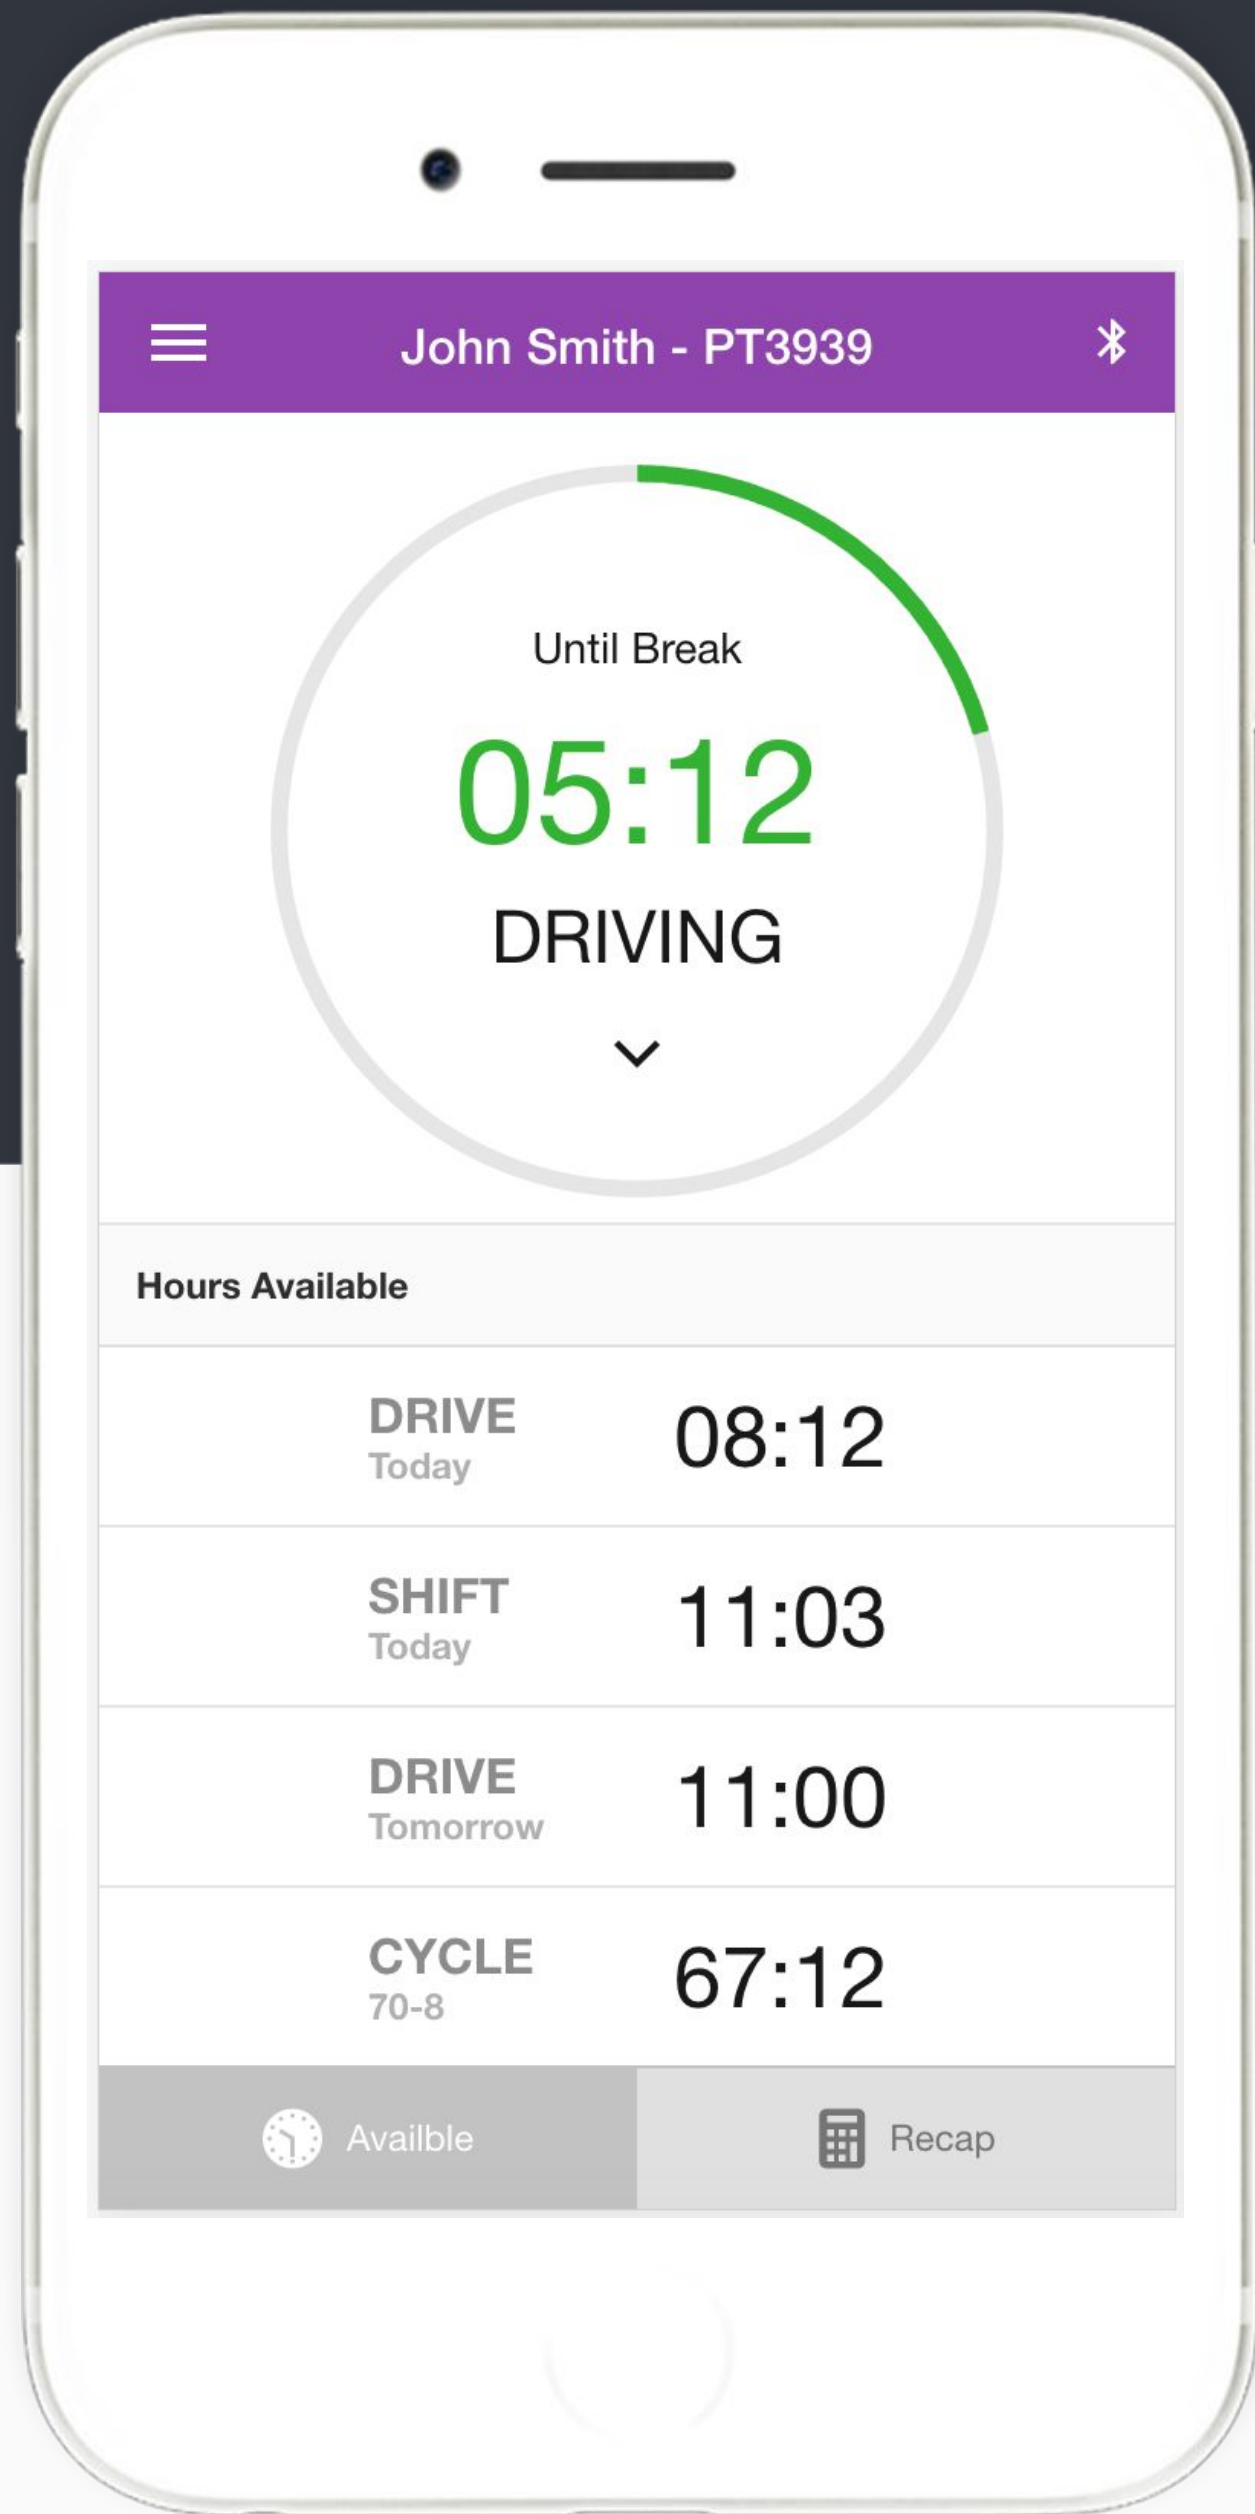 John Smith - PT3939
Until Break
05:12
DRIVING
Hours Available
DRIVE 08:12
Today
SHIFT 11:03
Today
DRIVE 11:00
Tomorrow
CYCLE 67:12
70-8
Availble Recap